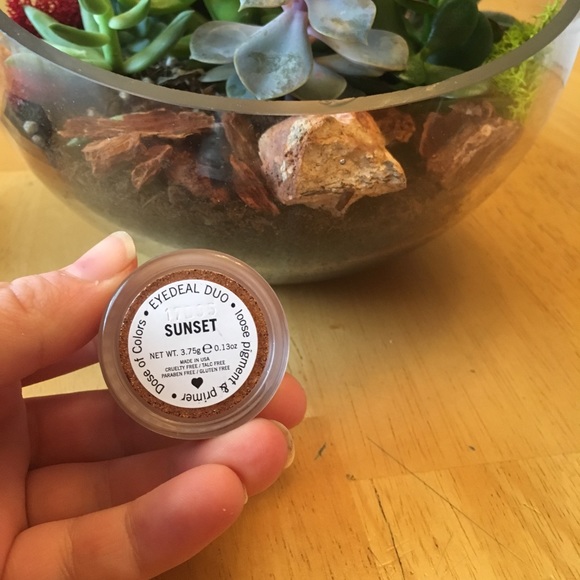 Dose of Colors • EYEDEAL DUO • loose pigment & primer •
SUNSET
NET WT. 3.75g ℮ 0.13oz
MADE IN USA
CRUELTY FREE / TALC FREE
PARABEN FREE / GLUTEN FREE